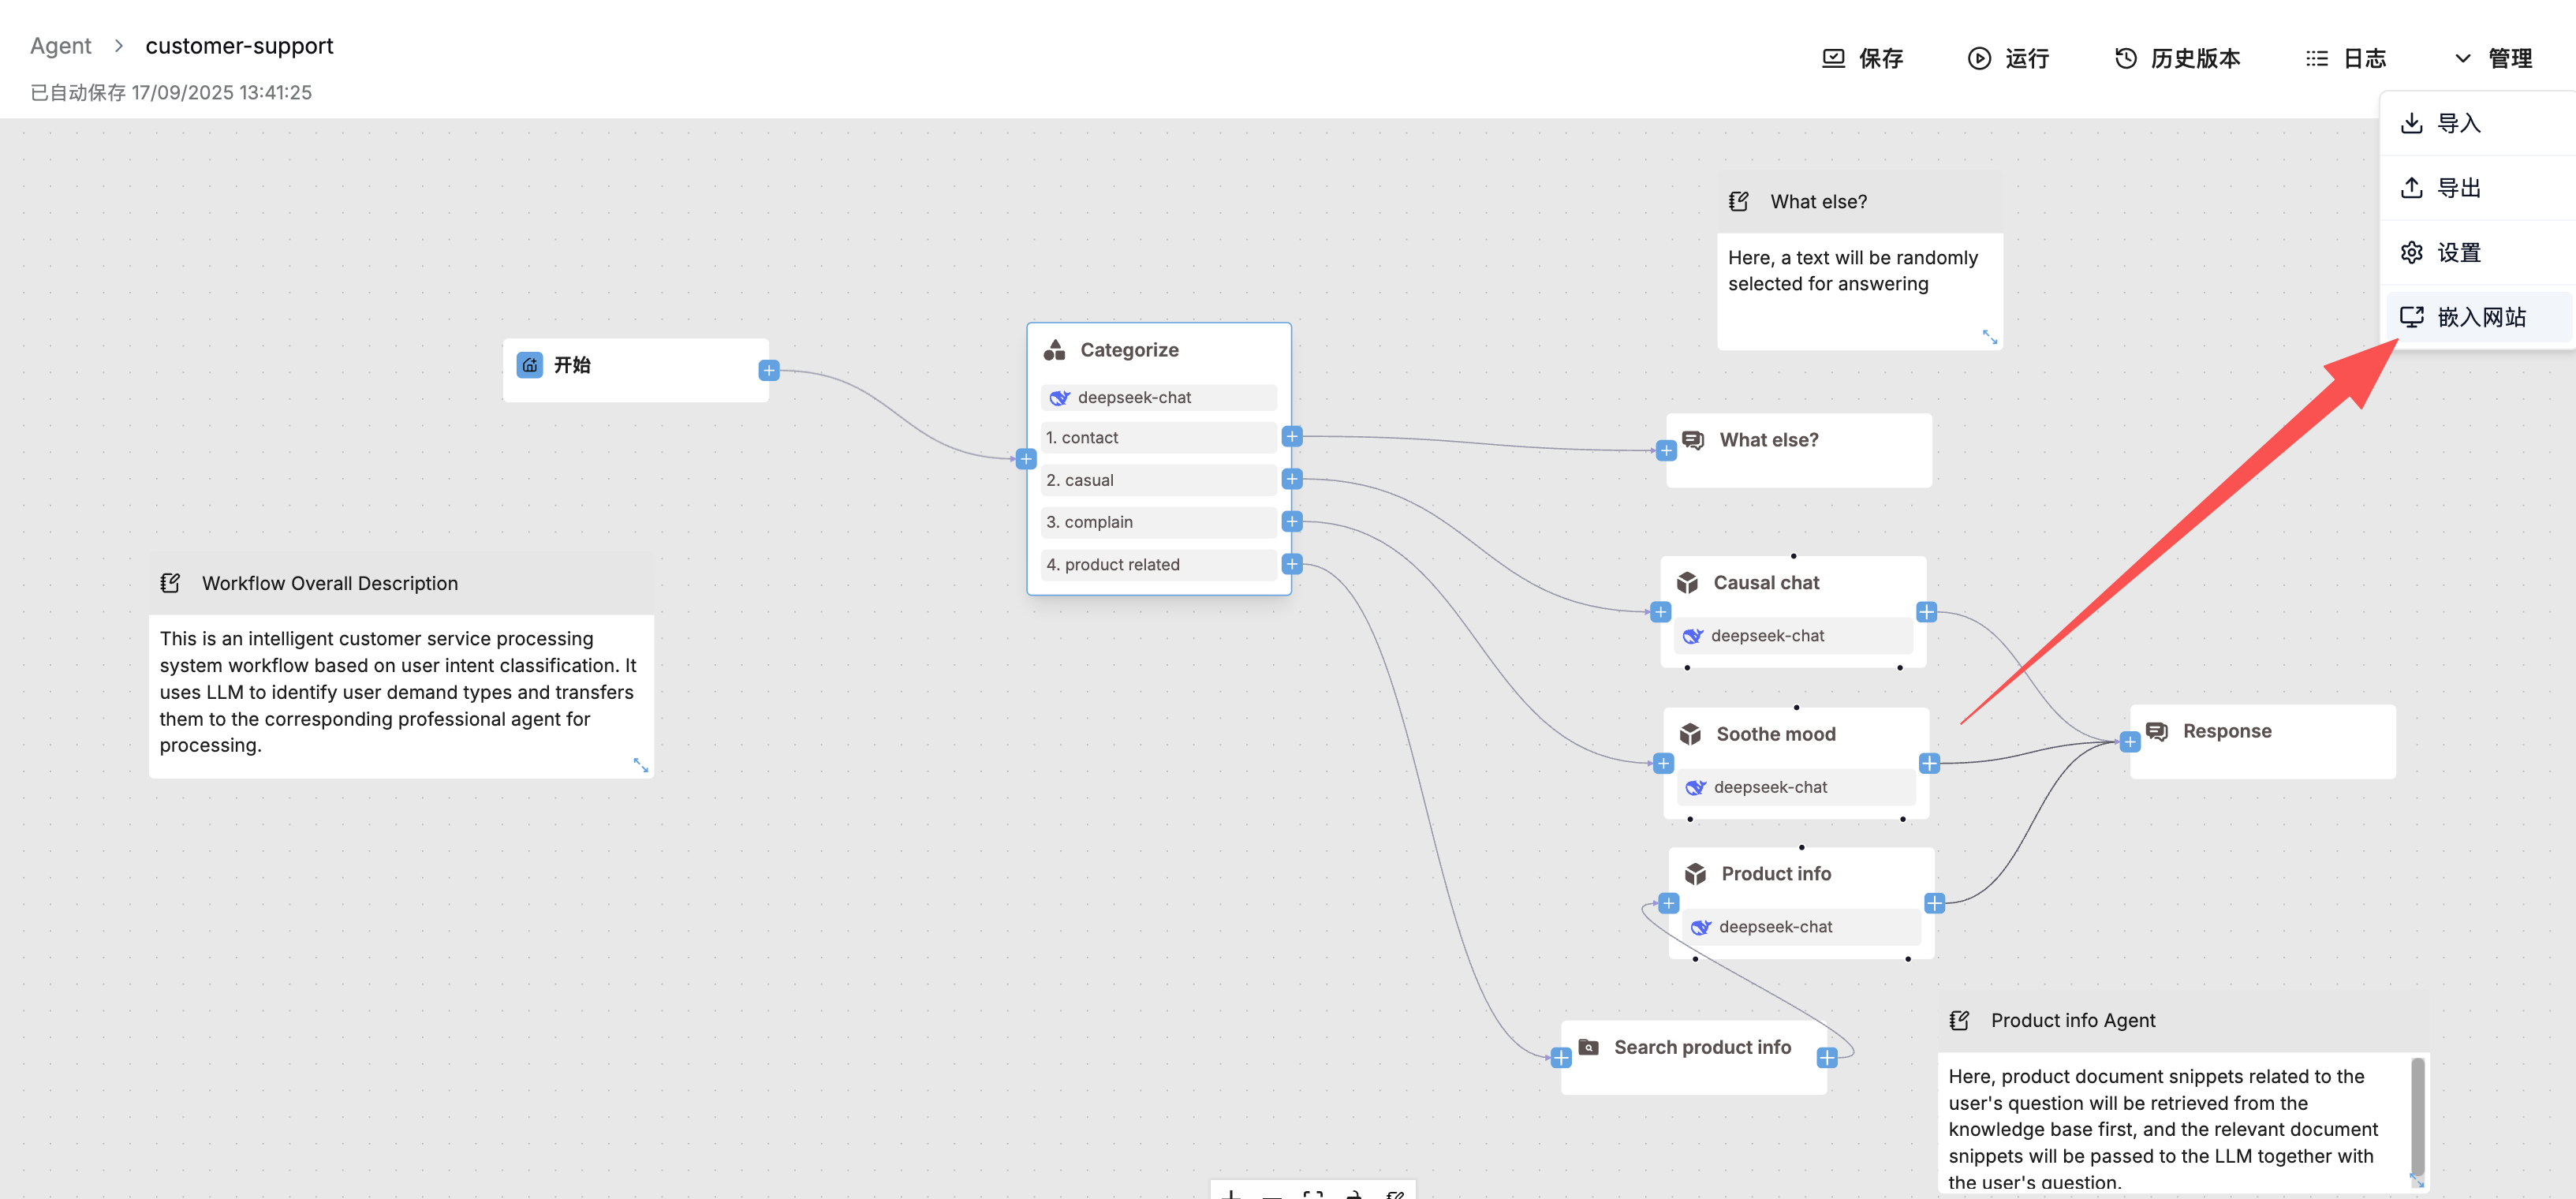 Agent > customer-support
已自动保存 17/09/2025 13:41:25
保存
运行
历史版本
日志
管理
导入
导出
设置
嵌入网站
What else?
Here, a text will be randomly
selected for answering
开始
Categorize
deepseek-chat
1. contact
2. casual
3. complain
4. product related
What else?
Workflow Overall Description
This is an intelligent customer service processing
system workflow based on user intent classification. It
uses LLM to identify user demand types and transfers
them to the corresponding professional agent for
processing.
Causal chat
deepseek-chat
Soothe mood
deepseek-chat
Response
Product info
deepseek-chat
Search product info
Product info Agent
Here, product document snippets related to the
user's question will be retrieved from the
knowledge base first, and the relevant document
snippets will be passed to the LLM together with
the user's question.